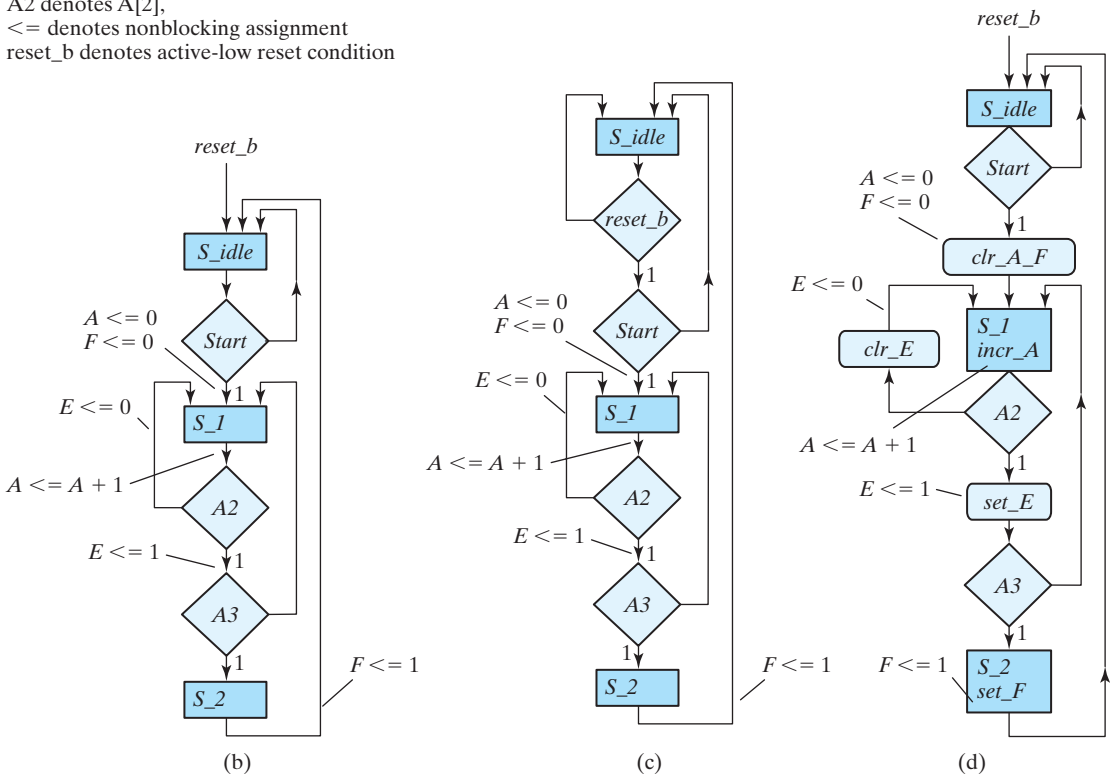 A2 denotes A[2],
<= denotes nonblocking assignment
reset_b denotes active-low reset condition
reset_b
S_idle
Start
A <= 0
F <= 0
1
E <= 0
S_1
A <= A + 1
A2
E <= 1
1
A3
1
S_2
F <= 1
(b)
S_idle
reset_b
1
A <= 0
F <= 0
Start
1
E <= 0
S_1
A <= A + 1
A2
E <= 1
1
A3
1
S_2
F <= 1
(c)
reset_b
S_idle
Start
A <= 0
F <= 0
1
clr_A_F
E <= 0
S_1
incr_A
clr_E
A2
A <= A + 1
1
E <= 1
set_E
A3
1
F <= 1
S_2
set_F
(d)